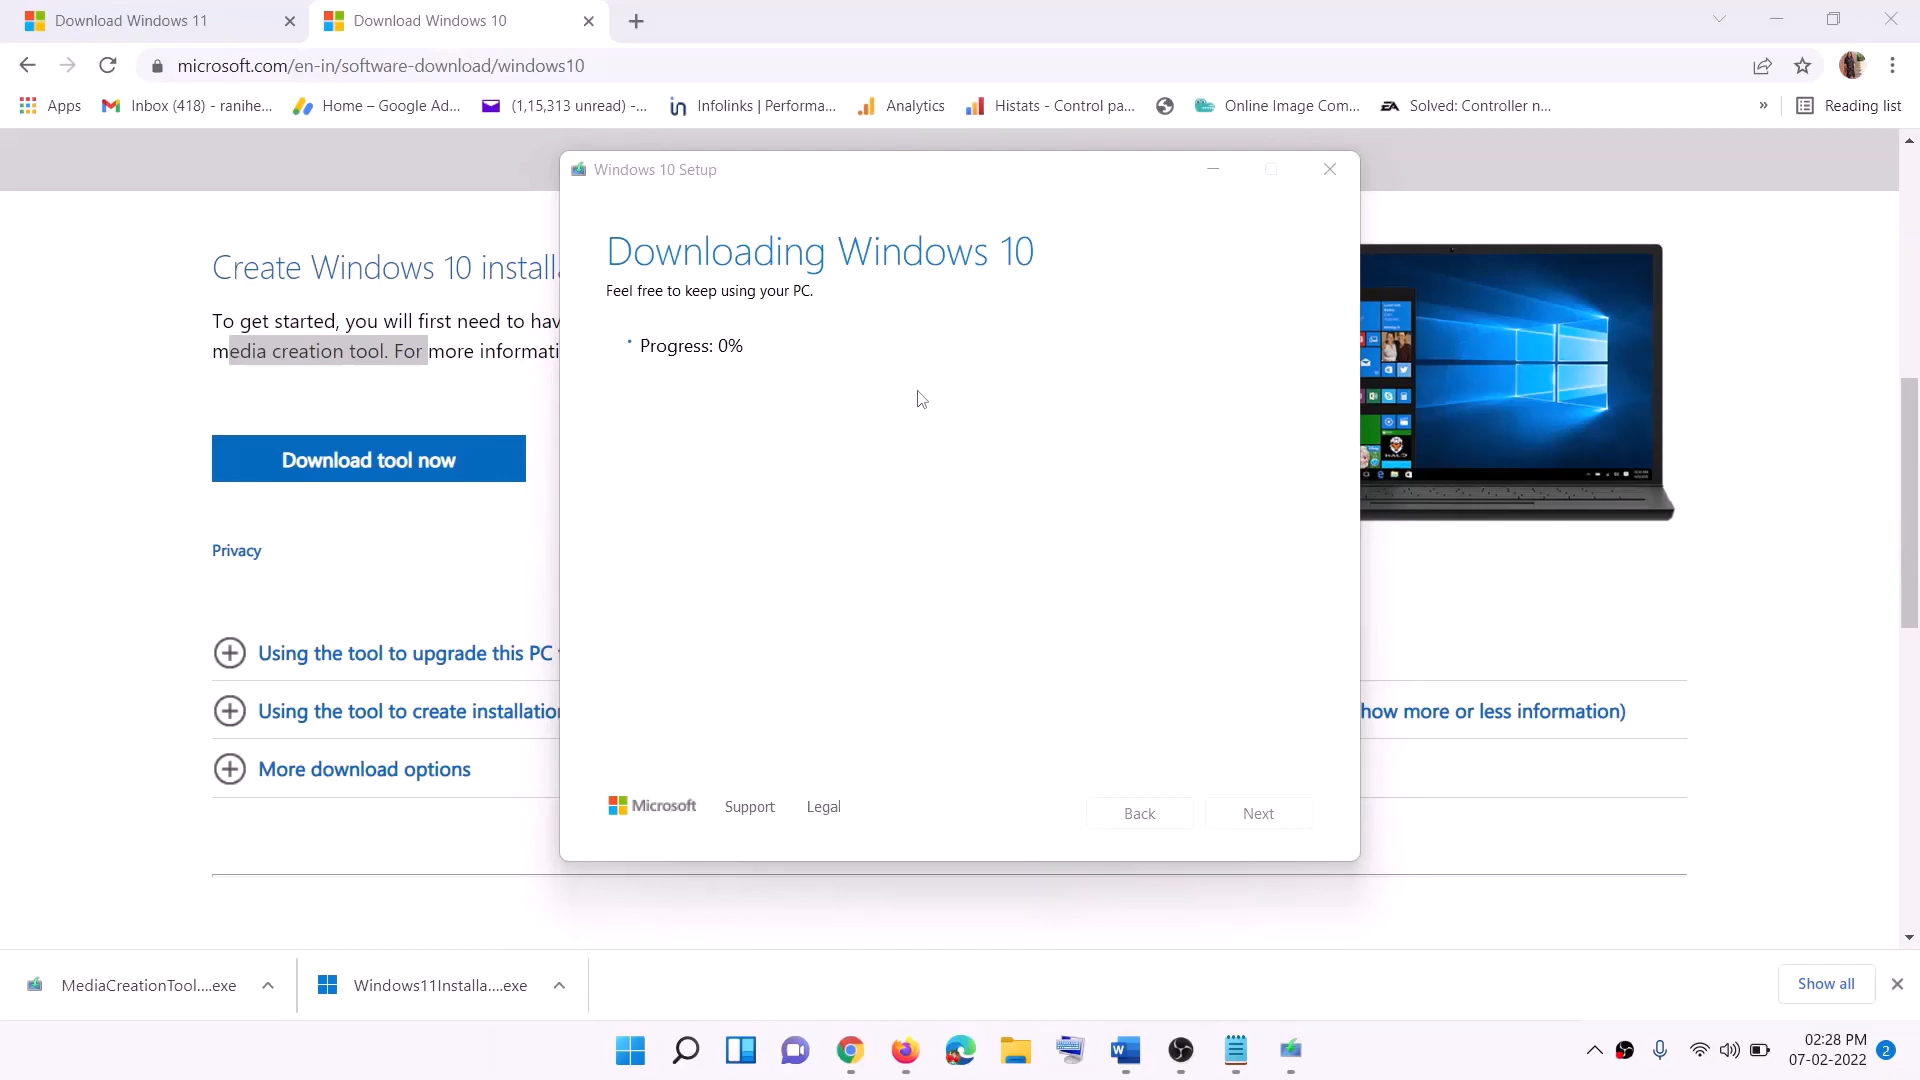 Download Windows 11
Download Windows 10
microsoft.com/en-in/software-download/windows10
Apps
Inbox (418) - ranihe...
Home – Google Ad...
(1,15,313 unread) -...
Infolinks | Performa...
Analytics
Histats - Control pa...
Online Image Com...
Solved: Controller n...
»
Reading list
Windows 10 Setup
Downloading Windows 10
Feel free to keep using your PC.
Progress: 0%
Create Windows 10 installa
To get started, you will first need to hav
media creation tool. For more informati
Download tool now
Privacy
Using the tool to upgrade this PC
Using the tool to create installation
how more or less information)
More download options
Microsoft
Support
Legal
Back
Next
MediaCreationTool....exe
Windows11Installa....exe
Show all
02:28 PM
07-02-2022
2